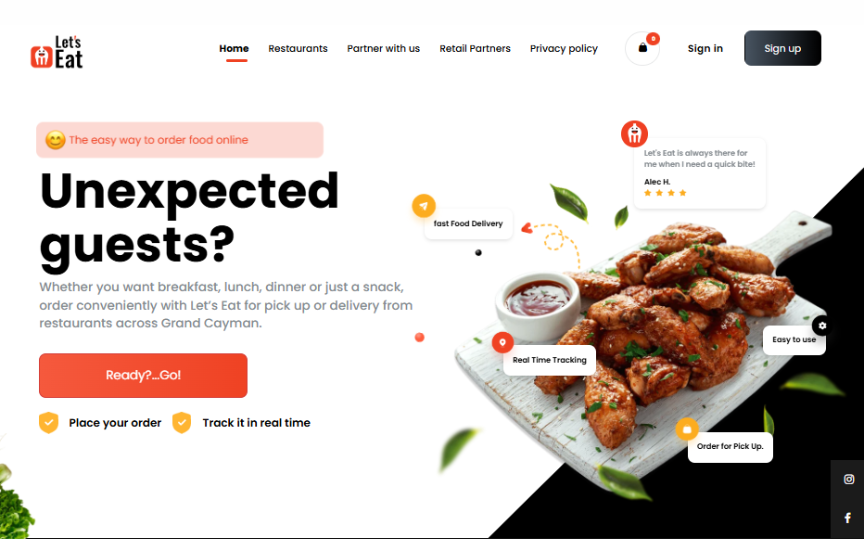 Let's
Eat
Home
Restaurants
Partner with us
Retail Partners
Privacy policy
Sign in
Sign up
The easy way to order food online
Unexpected
guests?
Whether you want breakfast, lunch, dinner or just a snack,
order conveniently with Let's Eat for pick up or delivery from
restaurants across Grand Cayman.
Ready?...Go!
Place your order
Track it in real time
Let's Eat is always there for
me when I need a quick bite!
Alec H.
fast Food Delivery
Real Time Tracking
Easy to use
Order for Pick Up.